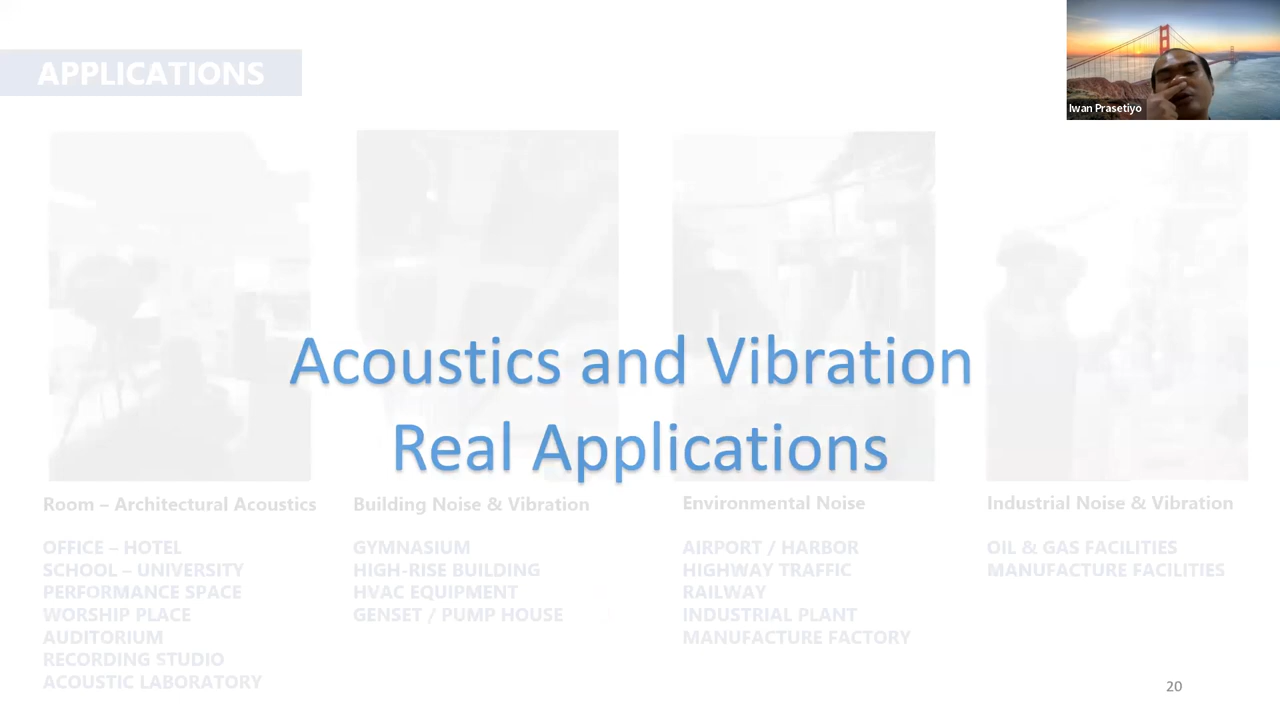 APPLICATIONS
Iwan Prasetiyo
Acoustics and Vibration
Real Applications
Room – Architectural Acoustics
OFFICE – HOTEL
SCHOOL – UNIVERSITY
PERFORMANCE SPACE
WORSHIP PLACE
AUDITORIUM
RECORDING STUDIO
ACOUSTIC LABORATORY
Building Noise & Vibration
GYMNASIUM
HIGH-RISE BUILDING
HVAC EQUIPMENT
GENSET / PUMP HOUSE
Environmental Noise
AIRPORT / HARBOR
HIGHWAY TRAFFIC
RAILWAY
INDUSTRIAL PLANT
MANUFACTURE FACTORY
Industrial Noise & Vibration
OIL & GAS FACILITIES
MANUFACTURE FACILITIES
20